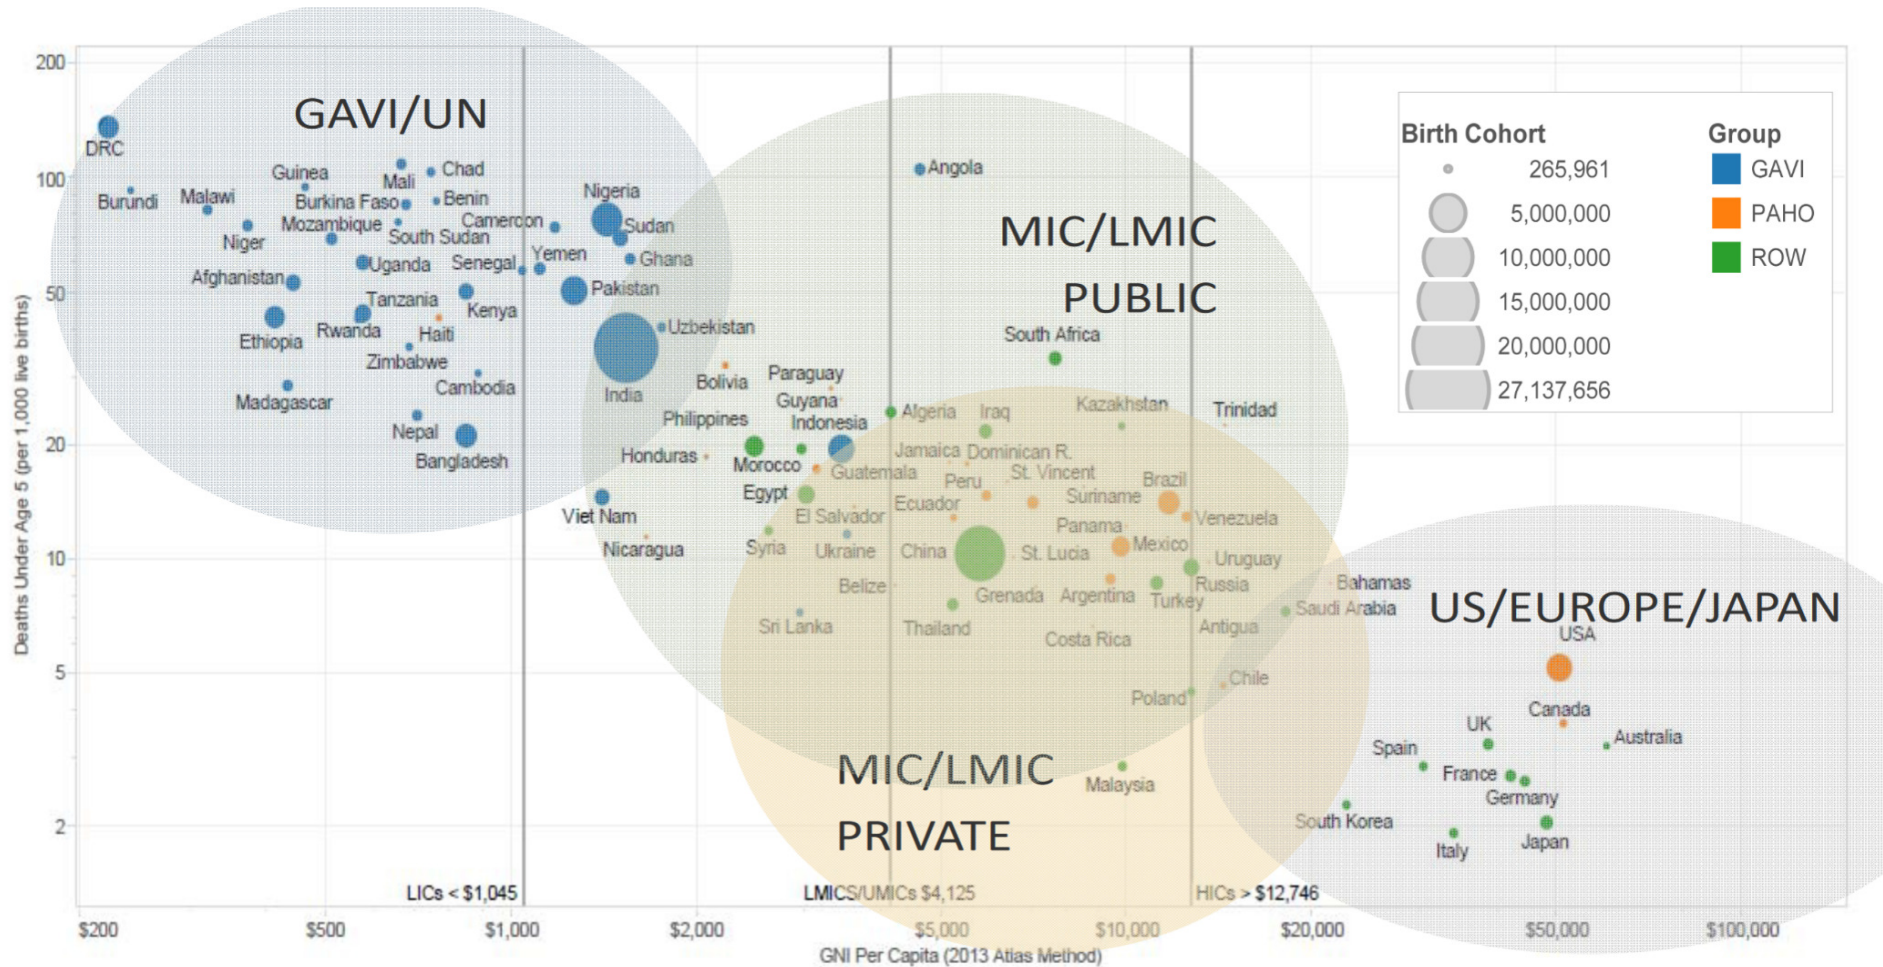 200
100
50
20
10
5
2
Deaths Under Age 5 (per 1,000 live births)
GAVI/UN
MIC/LMIC
PUBLIC
MIC/LMIC
PRIVATE
US/EUROPE/JAPAN
Birth Cohort
265,961
5,000,000
10,000,000
15,000,000
20,000,000
27,137,656
Group
GAVI
PAHO
ROW
DRC
Burundi
Malawi
Guinea
Mali
Chad
Burkina Faso
Benin
Niger
Mozambique
South Sudan
Cameroon
Nigeria
Sudan
Angola
Afghanistan
Uganda
Senegal
Yemen
Ghana
Tanzania
Kenya
Pakistan
Ethiopia
Rwanda
Haiti
Uzbekistan
South Africa
Zimbabwe
Cambodia
India
Madagascar
Bolivia
Paraguay
Guyana
Nepal
Philippines
Indonesia
Algeria
Iraq
Kazakhstan
Trinidad
Bangladesh
Honduras
Morocco
Guatemala
Jamaica
Dominican R.
Peru
St. Vincent
Brazil
Viet Nam
Egypt
Ecuador
Suriname
El Salvador
Panama
Venezuela
Nicaragua
Syria
Ukraine
China
St. Lucia
Mexico
Uruguay
Belize
Grenada
Argentina
Turkey
Russia
Bahamas
Saudi Arabia
Sri Lanka
Thailand
Costa Rica
Antigua
USA
Poland
Chile
Canada
UK
Australia
Spain
Malaysia
France
Germany
South Korea
Italy
Japan
LICs < $1,045
LMICS/UMICs $4,125
HICs > $12,746
$200
$500
$1,000
$2,000
$5,000
$10,000
$20,000
$50,000
$100,000
GNI Per Capita (2013 Atlas Method)